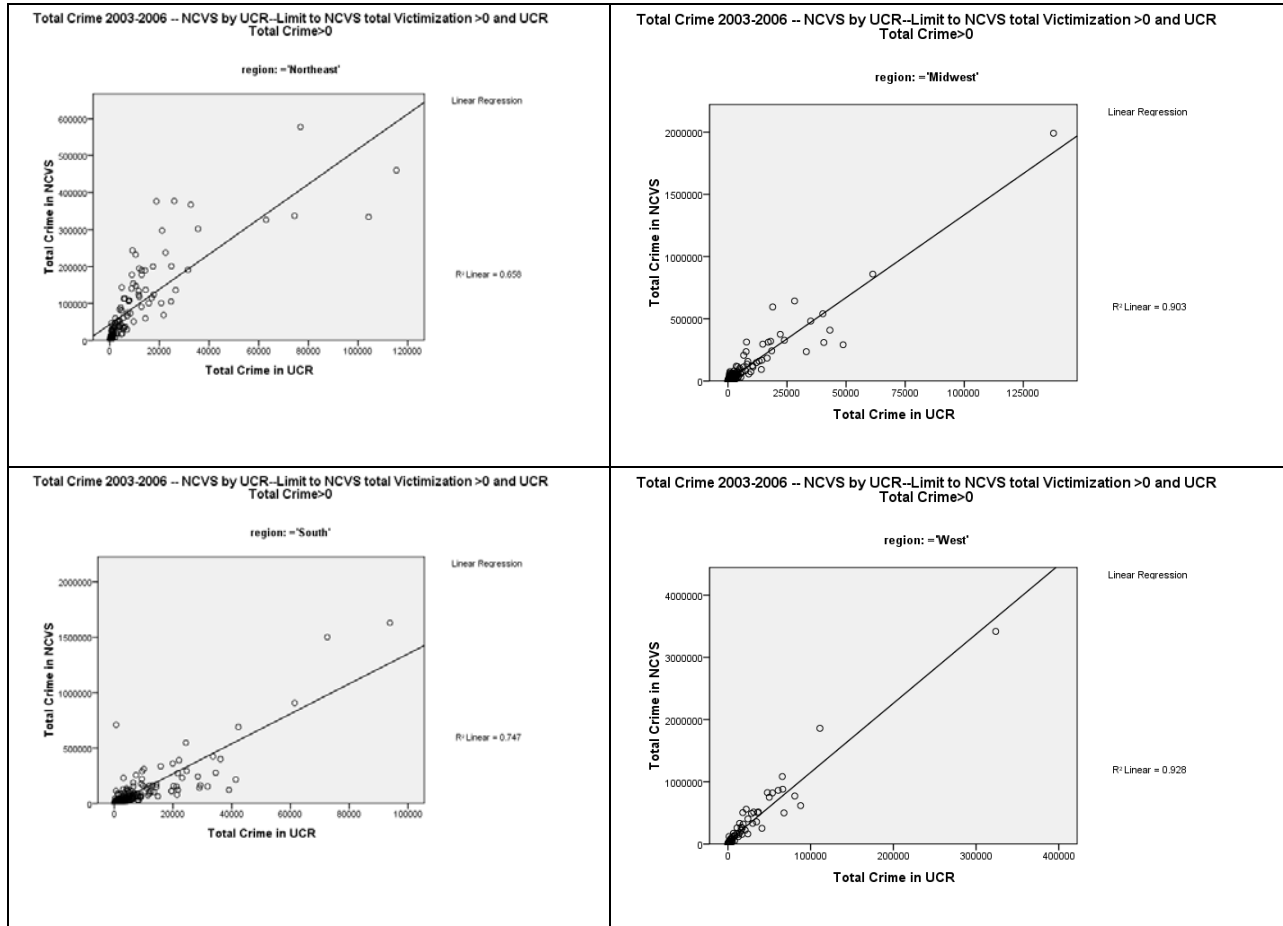 Total Crime 2003-2006 -- NCVS by UCR--Limit to NCVS total Victimization >0 and UCR
Total Crime>0
region: ='Northeast'
Linear Regression
600000
500000
400000
300000
200000
100000
0
Total Crime in NCVS
R² Linear = 0.658
0 20000 40000 60000 80000 100000 120000
Total Crime in UCR
Total Crime 2003-2006 -- NCVS by UCR--Limit to NCVS total Victimization >0 and UCR
Total Crime>0
region: ='Midwest'
Linear Regression
2000000
1500000
1000000
500000
0
Total Crime in NCVS
R² Linear = 0.903
0 25000 50000 75000 100000 125000
Total Crime in UCR
Total Crime 2003-2006 -- NCVS by UCR--Limit to NCVS total Victimization >0 and UCR
Total Crime>0
region: ='South'
Linear Regression
2000000
1500000
1000000
500000
0
Total Crime in NCVS
R² Linear = 0.747
0 20000 40000 60000 80000 100000
Total Crime in UCR
Total Crime 2003-2006 -- NCVS by UCR--Limit to NCVS total Victimization >0 and UCR
Total Crime>0
region: ='West'
Linear Regression
4000000
3000000
2000000
1000000
0
Total Crime in NCVS
R² Linear = 0.928
0 100000 200000 300000 400000
Total Crime in UCR